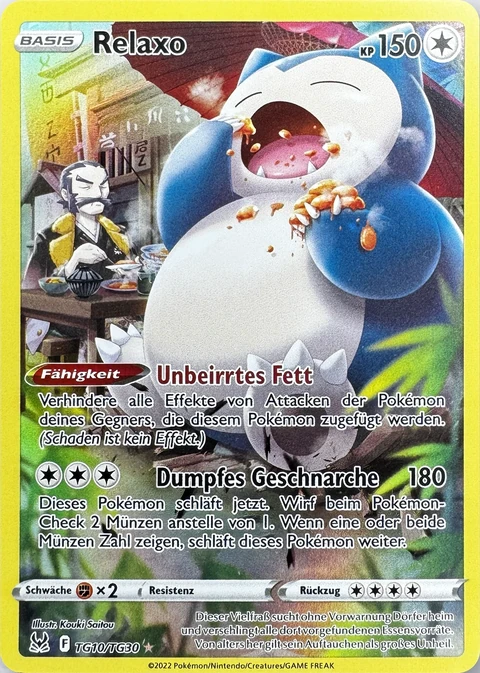 BASIS Relaxo KP 150
Fähigkeit Unbeirrtes Fett
Verhindere alle Effekte von Attacken der Pokémon
deines Gegners, die diesem Pokémon zugefügt werden.
(Schaden ist kein Effekt.)
Dumpfes Geschnarche 180
Dieses Pokémon schläft jetzt. Wirf beim Pokémon-
Check 2 Münzen anstelle von 1. Wenn eine oder beide
Münzen Zahl zeigen, schläft dieses Pokémon weiter.
Schwäche ×2 Resistenz Rückzug
Illustr. Kouki Saitou
F TG10/TG30
Dieser Vielfraß sucht ohne Vorwarnung Dörfer heim
und verschlingt alle dort vorgefundenen Essensvorräte.
Von alters her gilt sein Auftauchen als großes Unheil.
©2022 Pokémon/Nintendo/Creatures/GAME FREAK